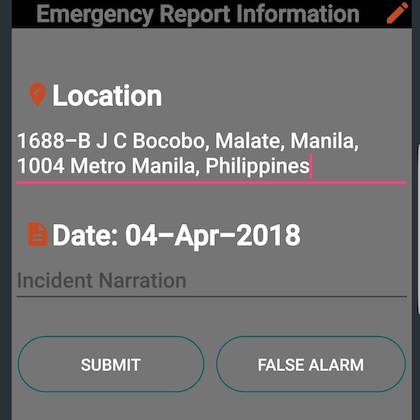 Emergency Report Information
Location
1688–B J C Bocobo, Malate, Manila,
1004 Metro Manila, Philippines
Date: 04–Apr–2018
Incident Narration
SUBMIT
FALSE ALARM